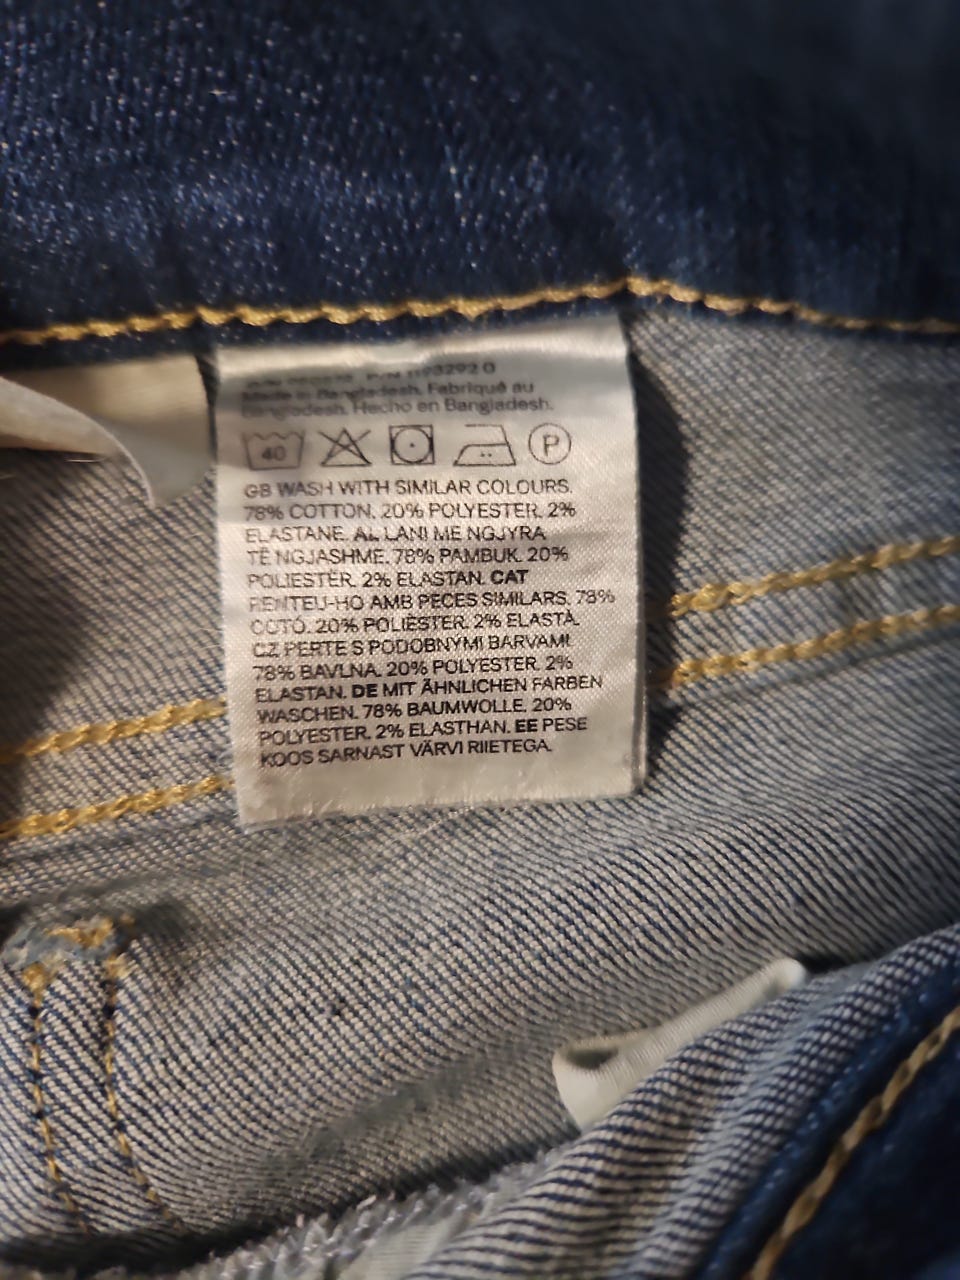 1193292 0
Made in Bangladesh. Fabriqué au
Bangladesh. Hecho en Bangladesh.
40 P
GB WASH WITH SIMILAR COLOURS.
78% COTTON. 20% POLYESTER. 2%
ELASTANE. AL LANI ME NGJYRA
TË NGJASHME. 78% PAMBUK. 20%
POLIESTËR. 2% ELASTAN. CAT
RENTEU-HO AMB PECES SIMILARS. 78%
COTÓ. 20% POLIÈSTER. 2% ELASTÀ.
CZ PERTE S PODOBNÝMI BARVAMI.
78% BAVLNA. 20% POLYESTER. 2%
ELASTAN. DE MIT ÄHNLICHEN FARBEN
WASCHEN. 78% BAUMWOLLE. 20%
POLYESTER. 2% ELASTHAN. EE PESE
KOOS SARNAST VÄRVI RIIETEGA.